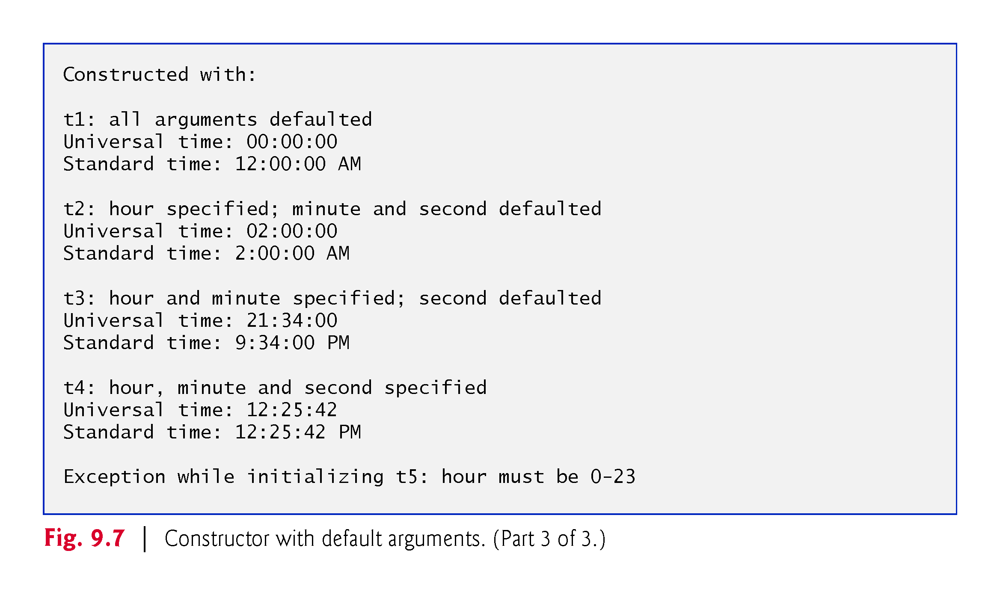 Constructed with:
t1: all arguments defaulted
Universal time: 00:00:00
Standard time: 12:00:00 AM
t2: hour specified; minute and second defaulted
Universal time: 02:00:00
Standard time: 2:00:00 AM
t3: hour and minute specified; second defaulted
Universal time: 21:34:00
Standard time: 9:34:00 PM
t4: hour, minute and second specified
Universal time: 12:25:42
Standard time: 12:25:42 PM
Exception while initializing t5: hour must be 0-23
Fig. 9.7 | Constructor with default arguments. (Part 3 of 3.)